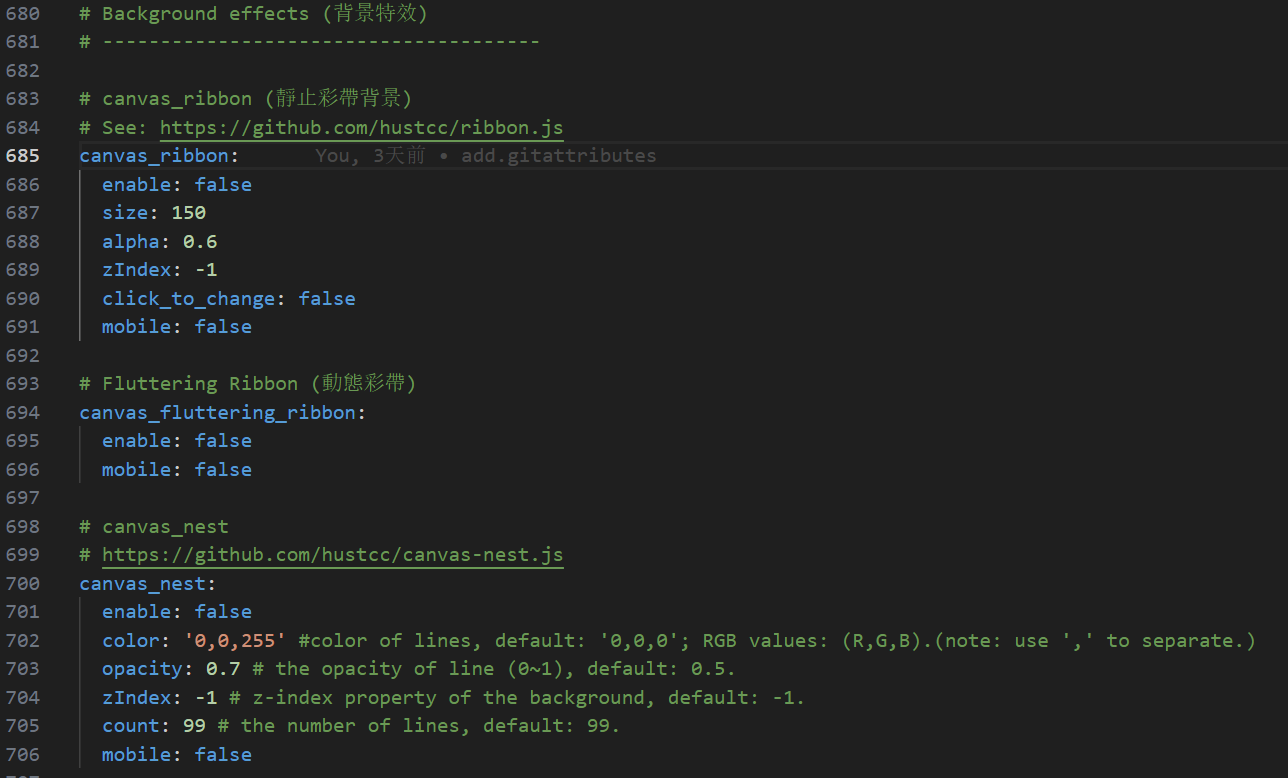 680 # Background effects (背景特效)
681 # --------------------------------------
682
683 # canvas_ribbon (靜止彩帶背景)
684 # See: https://github.com/hustcc/ribbon.js
685 canvas_ribbon: You, 3天前 • add.gitattributes
686 enable: false
687 size: 150
688 alpha: 0.6
689 zIndex: -1
690 click_to_change: false
691 mobile: false
692
693 # Fluttering Ribbon (動態彩帶)
694 canvas_fluttering_ribbon:
695 enable: false
696 mobile: false
697
698 # canvas_nest
699 # https://github.com/hustcc/canvas-nest.js
700 canvas_nest:
701 enable: false
702 color: '0,0,255' #color of lines, default: '0,0,0'; RGB values: (R,G,B).(note: use ',' to separate.)
703 opacity: 0.7 # the opacity of line (0~1), default: 0.5.
704 zIndex: -1 # z-index property of the background, default: -1.
705 count: 99 # the number of lines, default: 99.
706 mobile: false